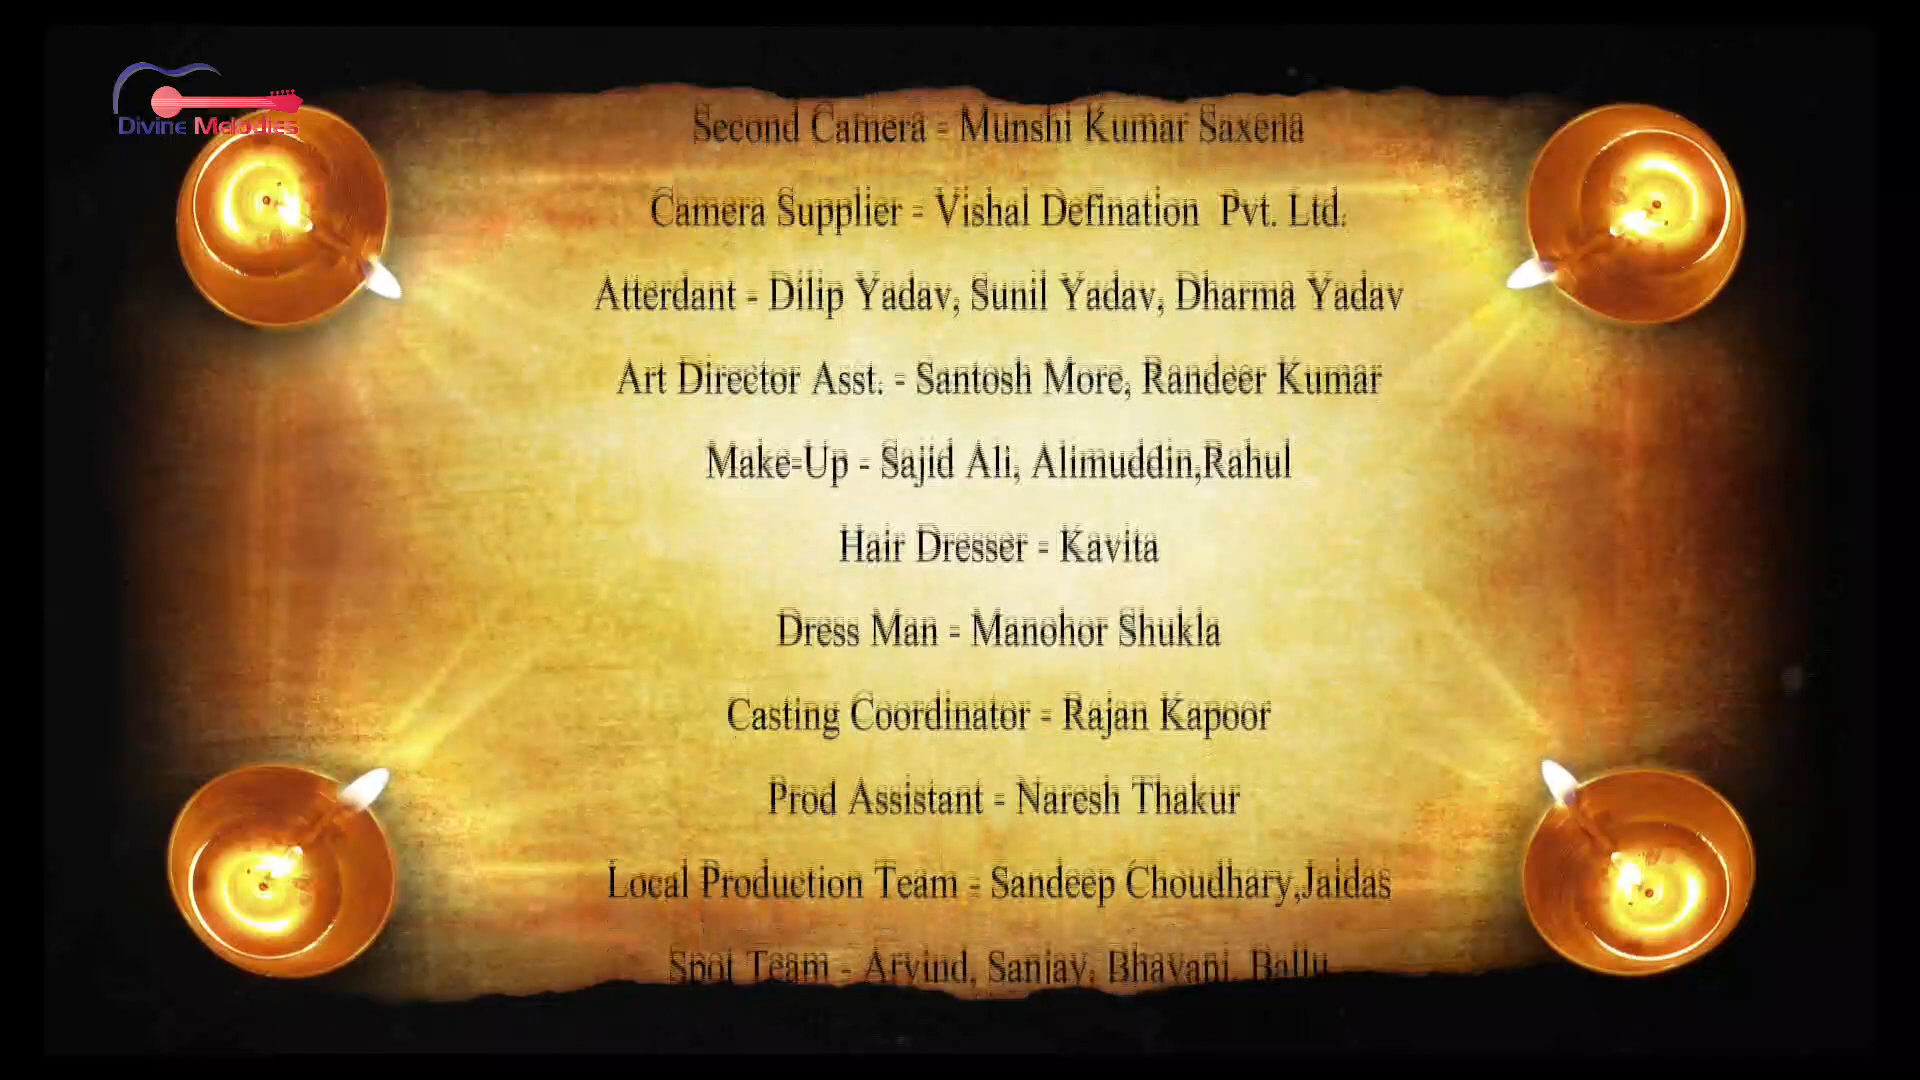 Divine Melodies
Second Camera = Munshi Kumar Saxena
Camera Supplier = Vishal Defination Pvt. Ltd.
Atterdant - Dilip Yadav, Sunil Yadav, Dharma Yadav
Art Director Asst. - Santosh More, Randeer Kumar
Make-Up - Sajid Ali, Alimuddin,Rahul
Hair Dresser - Kavita
Dress Man - Manohor Shukla
Casting Coordinator - Rajan Kapoor
Prod Assistant - Naresh Thakur
Local Production Team - Sandeep Choudhary,Jaidas
Spot Team - Arvind, Sanjay, Bhavani, Ballu